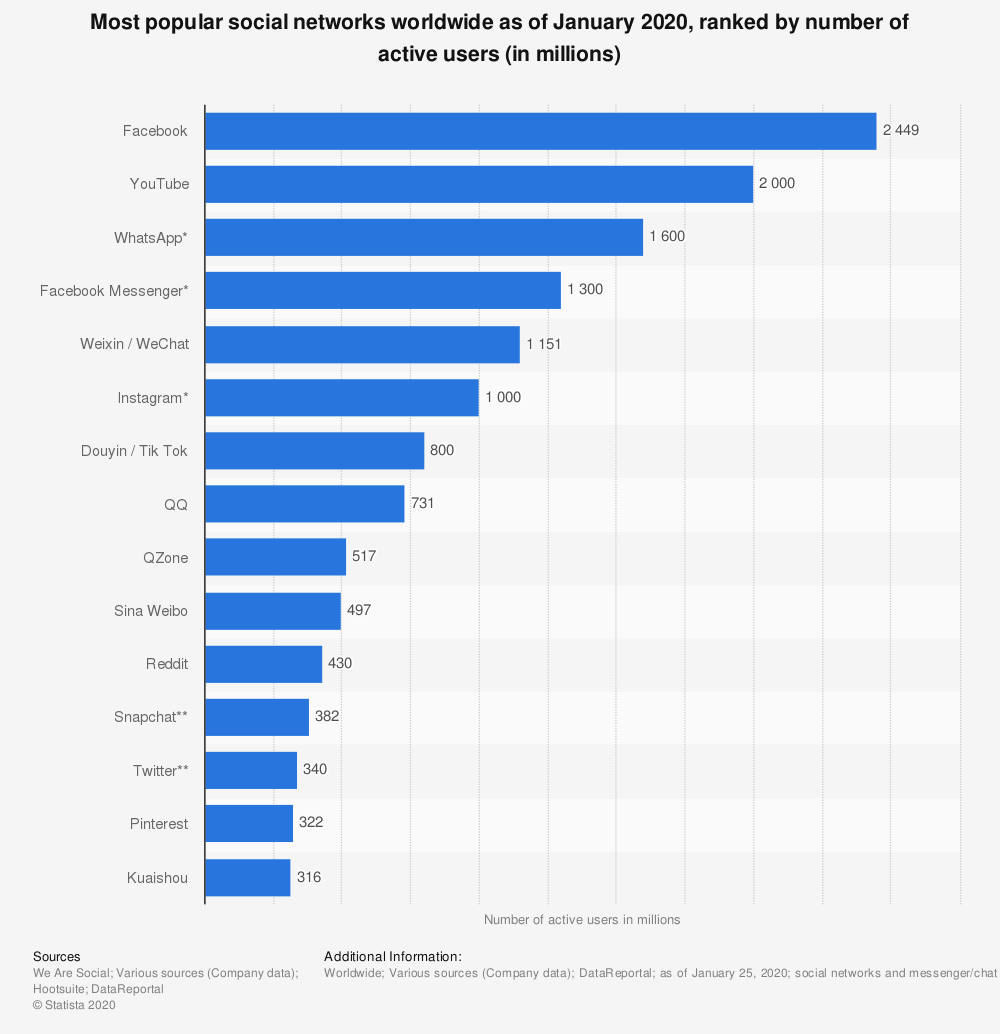 Most popular social networks worldwide as of January 2020, ranked by number of
active users (in millions)
Facebook 2 449
YouTube 2 000
WhatsApp* 1 600
Facebook Messenger* 1 300
Weixin / WeChat 1 151
Instagram* 1 000
Douyin / Tik Tok 800
QQ 731
QZone 517
Sina Weibo 497
Reddit 430
Snapchat** 382
Twitter** 340
Pinterest 322
Kuaishou 316
Number of active users in millions
Sources
We Are Social; Various sources (Company data);
Hootsuite; DataReportal
© Statista 2020
Additional Information:
Worldwide; Various sources (Company data); DataReportal; as of January 25, 2020; social networks and messenger/chat